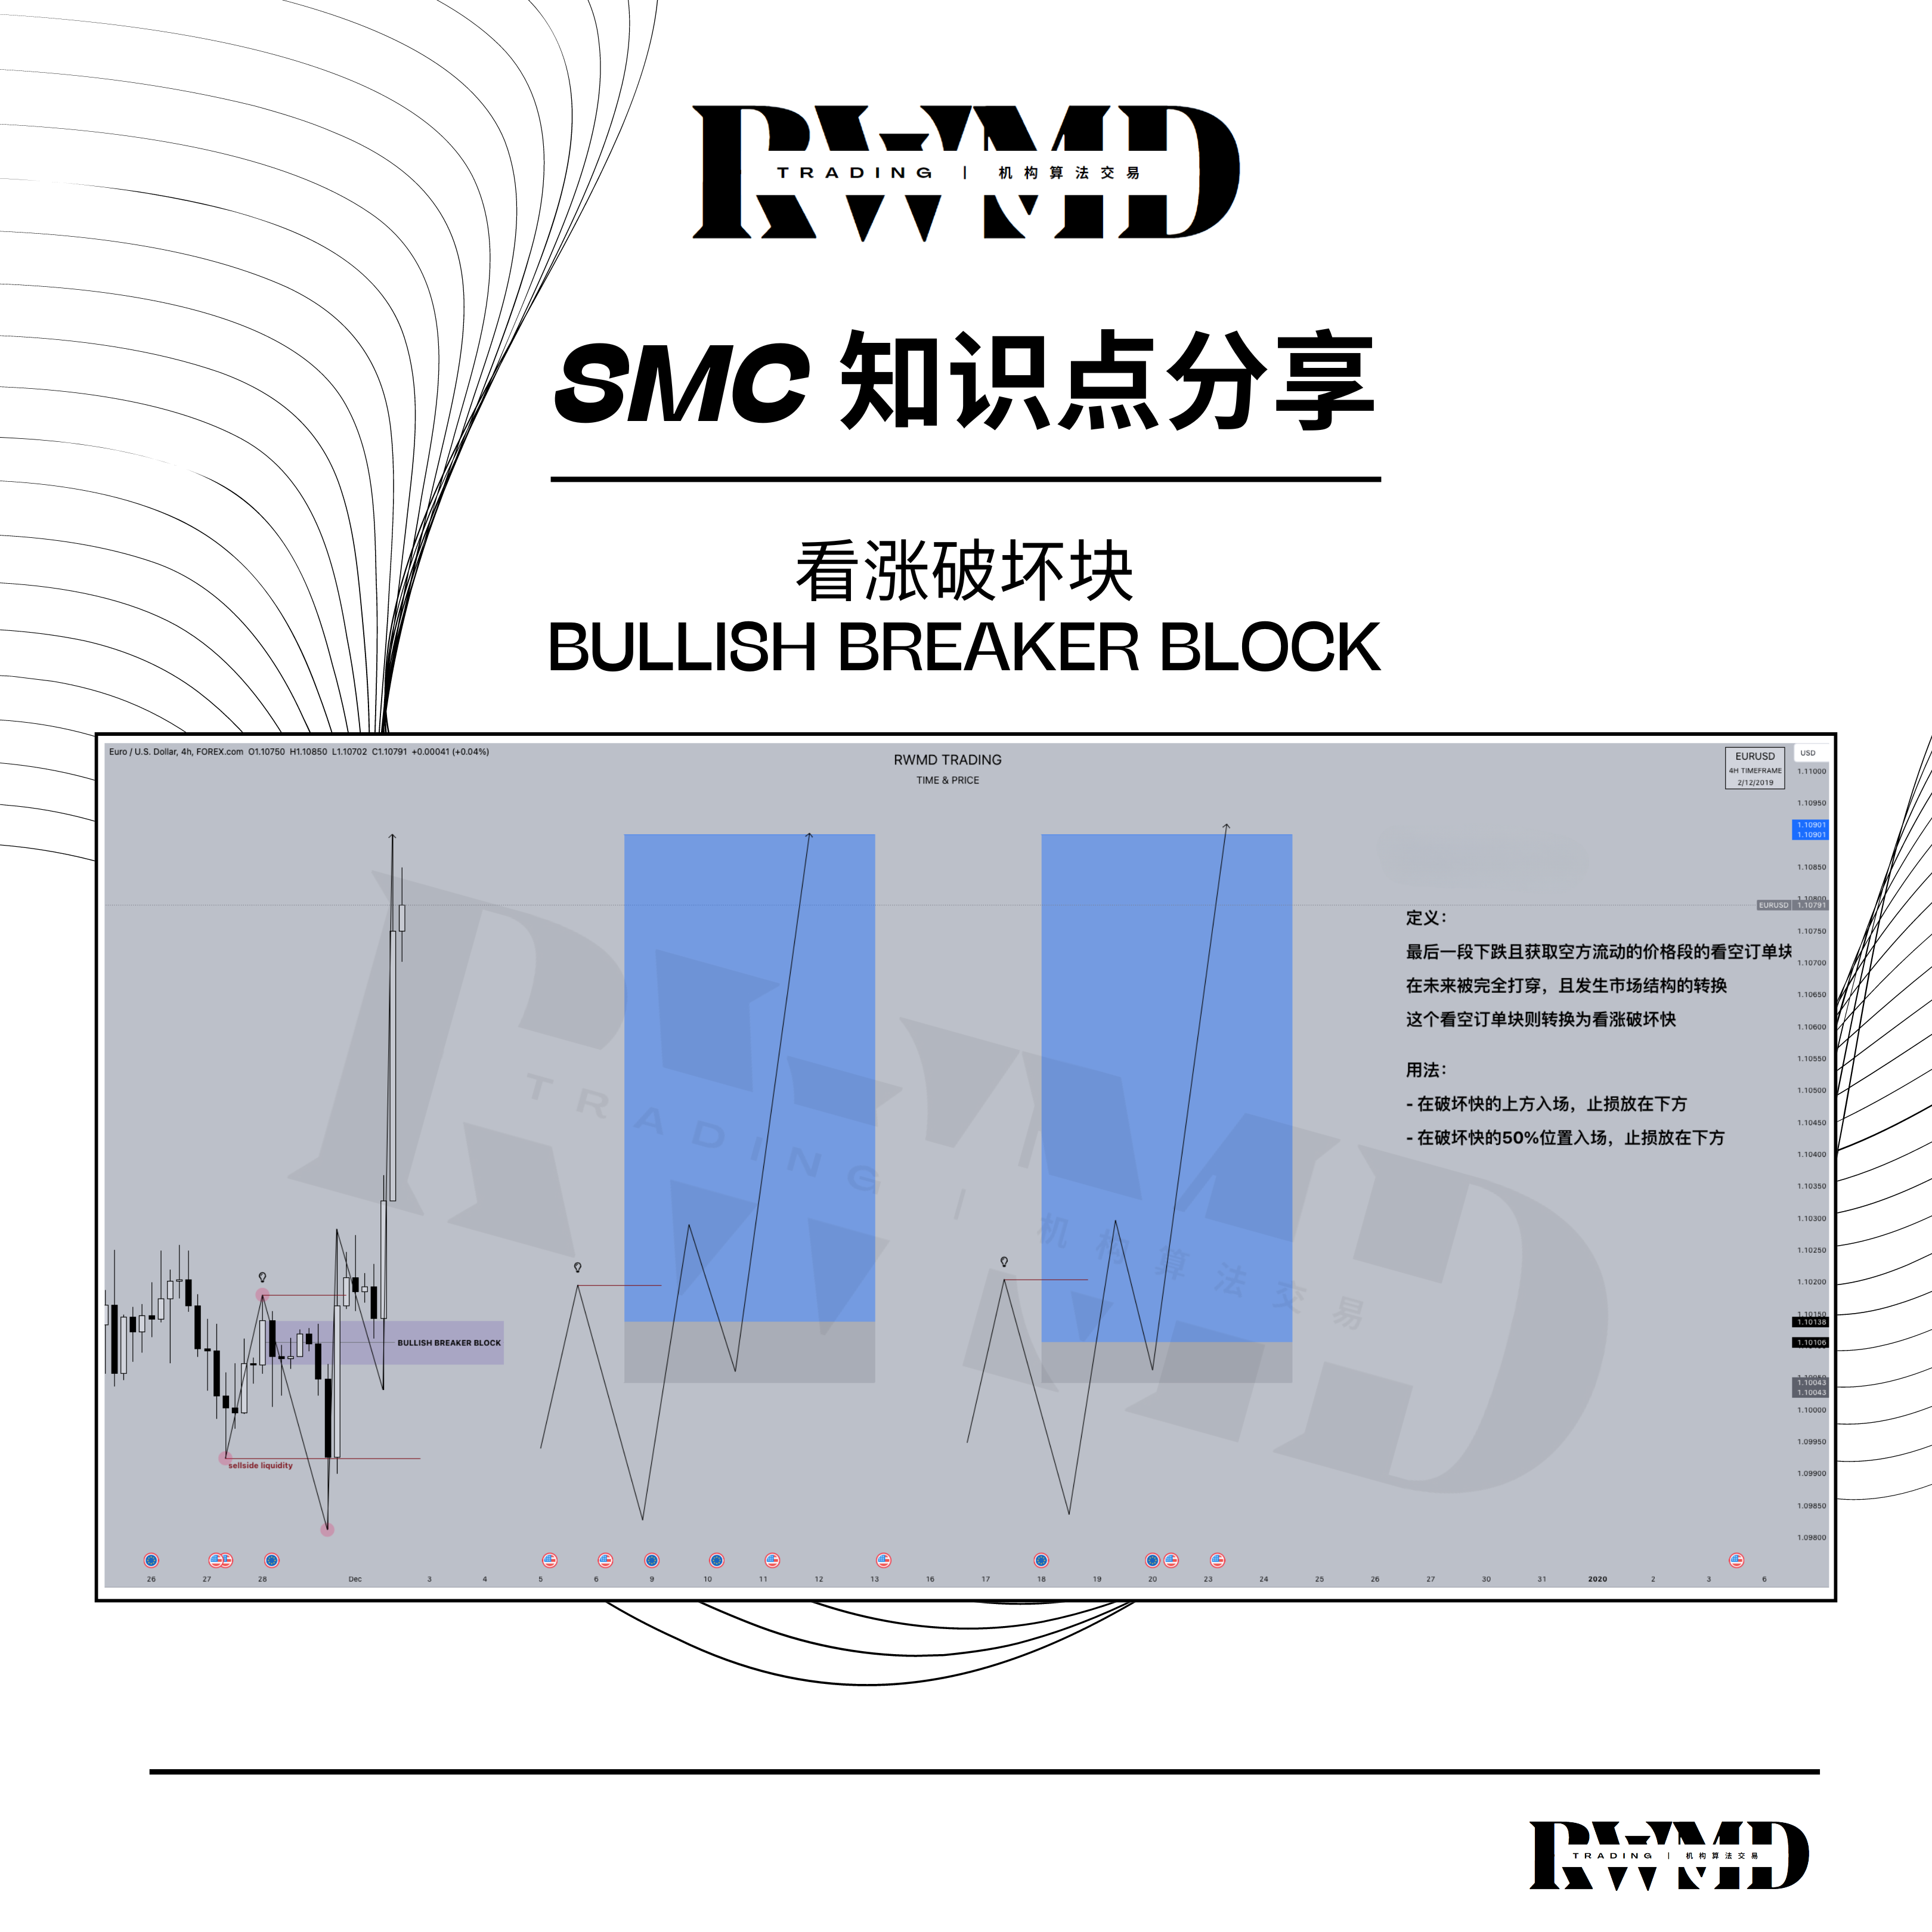 RWMD
TRADING | 机构算法交易
SMC 知识点分享
看涨破坏块
BULLISH BREAKER BLOCK
Euro / U.S. Dollar, 4h, FOREX.com O1.10750 H1.10850 L1.10702 C1.10791 +0.00041 (+0.04%)
RWMD TRADING
TIME & PRICE
EURUSD
4H TIMEFRAME
2/12/2019
USD
1.11000
1.10950
1.10901
1.10901
1.10850
1.10800
EURUSD 1.10791
1.10750
1.10700
1.10650
1.10600
1.10550
1.10500
1.10450
1.10400
1.10350
1.10300
1.10250
1.10200
1.10150
1.10138
1.10106
1.10043
1.10043
1.10000
1.09950
1.09900
1.09850
1.09800
定义：
最后一段下跌且获取空方流动的价格段的看空订单块
在未来被完全打穿，且发生市场结构的转换
这个看空订单块则转换为看涨破坏快
用法：
- 在破坏快的上方入场，止损放在下方
- 在破坏快的50%位置入场，止损放在下方
BULLISH BREAKER BLOCK
sellside liquidity
RWMD
TRADING | 机构算法交易
26 27 28 Dec 3 4 5 6 9 10 11 12 13 16 17 18 19 20 23 24 25 26 27 30 31 2020 2 3 6
RWMD
TRADING | 机构算法交易